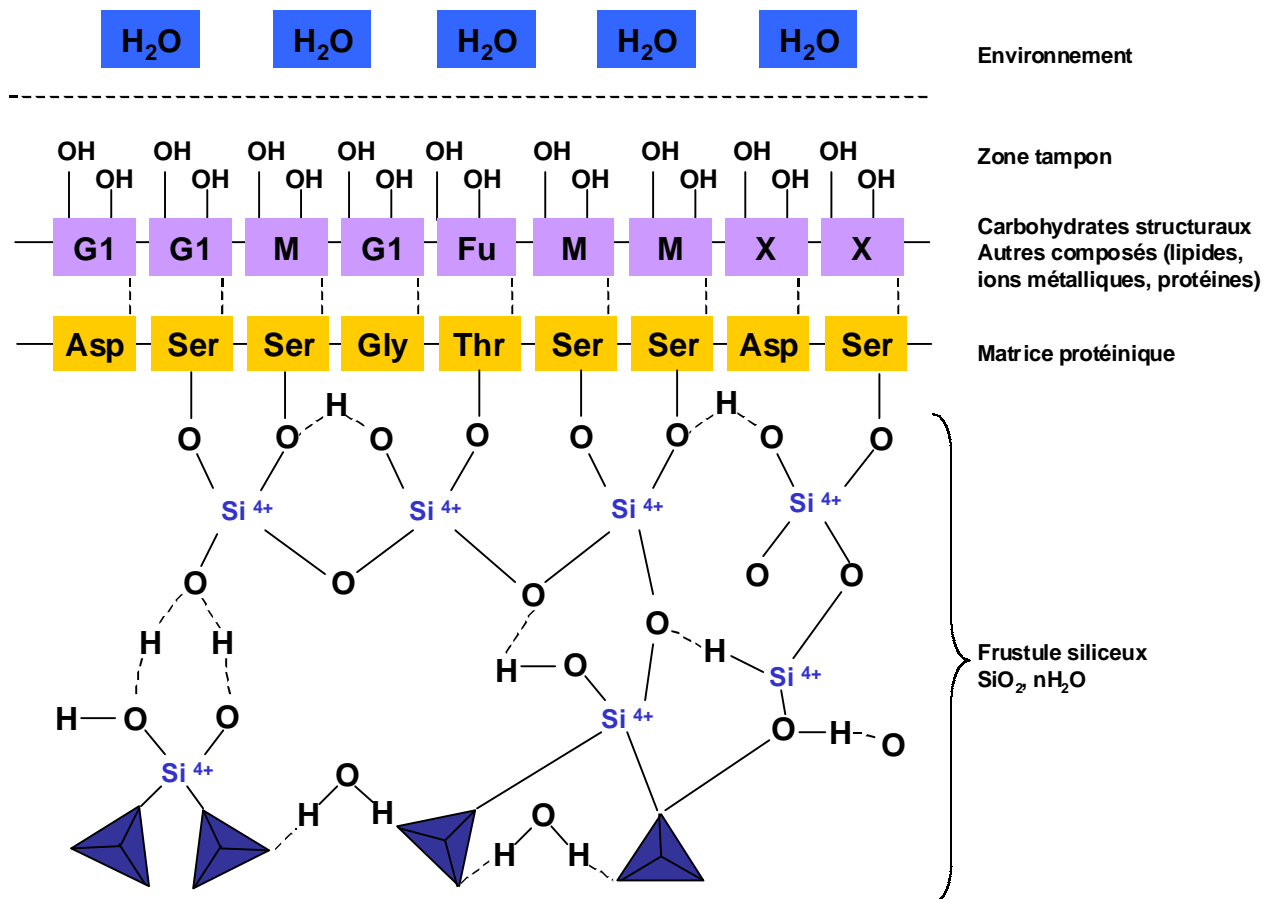 H2O H2O H2O H2O H2O
Environnement
OH OH OH OH OH OH OH OH OH
Zone tampon
OH OH OH OH OH OH OH OH OH
G1 G1 M G1 Fu M M X X
Carbohydrates structuraux
Autres composés (lipides,
ions métalliques, protéines)
Asp Ser Ser Gly Thr Ser Ser Asp Ser
Matrice protéinique
H H
O O O O O O O O
Si 4+ Si 4+ Si 4+ Si 4+
O O O O O
H H O H
H O Si 4+
Frustule siliceux
SiO2, nH2O
H O O Si 4+ O H O
Si 4+ O
H H O
H H